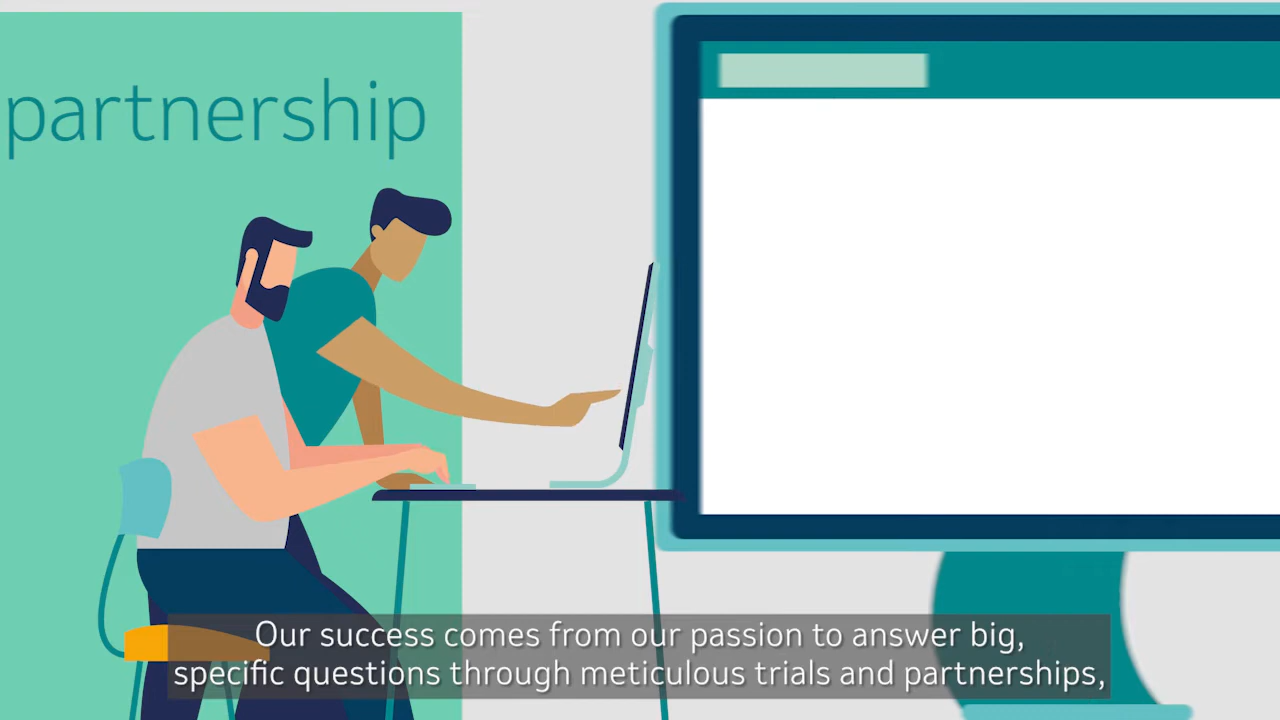 partnership
Our success comes from our passion to answer big,
specific questions through meticulous trials and partnerships,